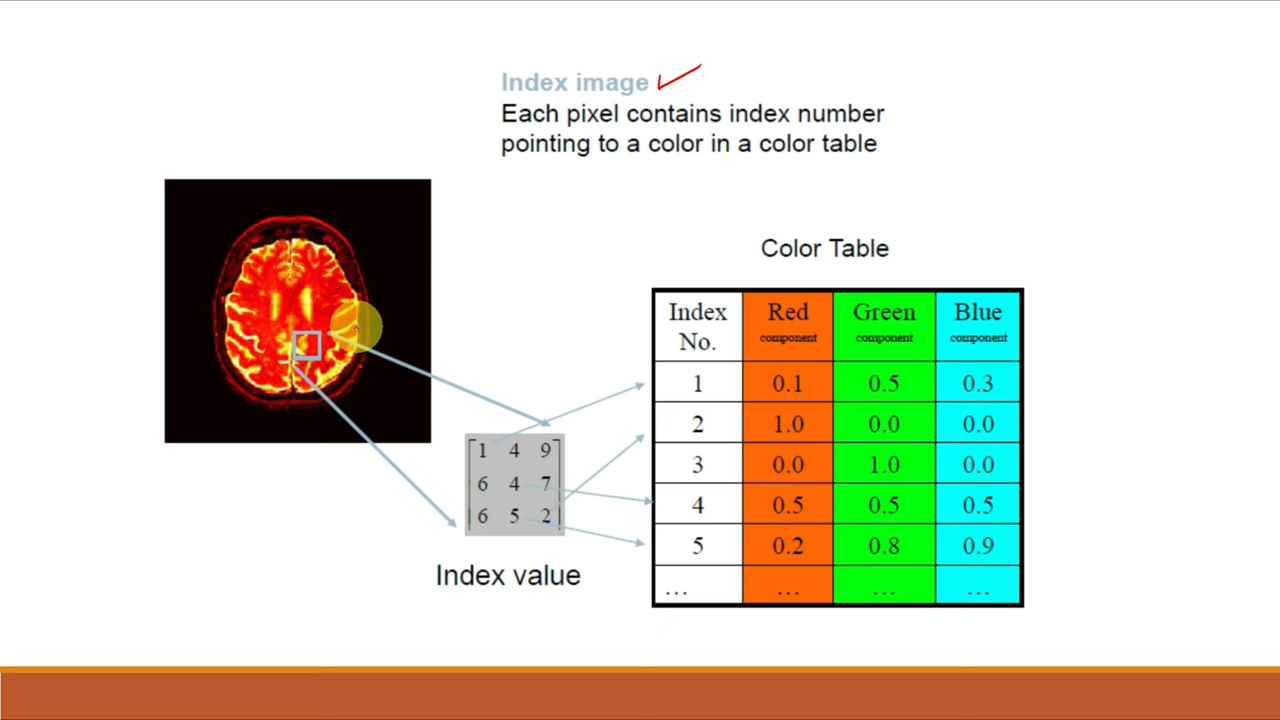 Index image
Each pixel contains index number
pointing to a color in a color table
Color Table
Index No. Red component Green component Blue component
1 0.1 0.5 0.3
2 1.0 0.0 0.0
3 0.0 1.0 0.0
4 0.5 0.5 0.5
5 0.2 0.8 0.9
… … … …
1 4 9
6 4 7
6 5 2
Index value